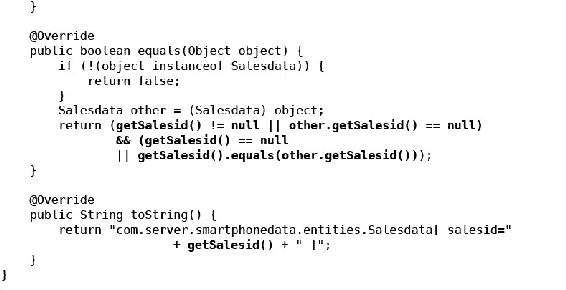 }
@Override
public boolean equals(Object object) {
if (!(object instanceof Salesdata)) {
return false;
}
Salesdata other = (Salesdata) object;
return (getSalesid() != null || other.getSalesid() == null)
&& (getSalesid() == null
|| getSalesid().equals(other.getSalesid()));
}
@Override
public String toString() {
return "com.server.smartphonedata.entities.Salesdata[ salesid="
+ getSalesid() + " ]";
}
}